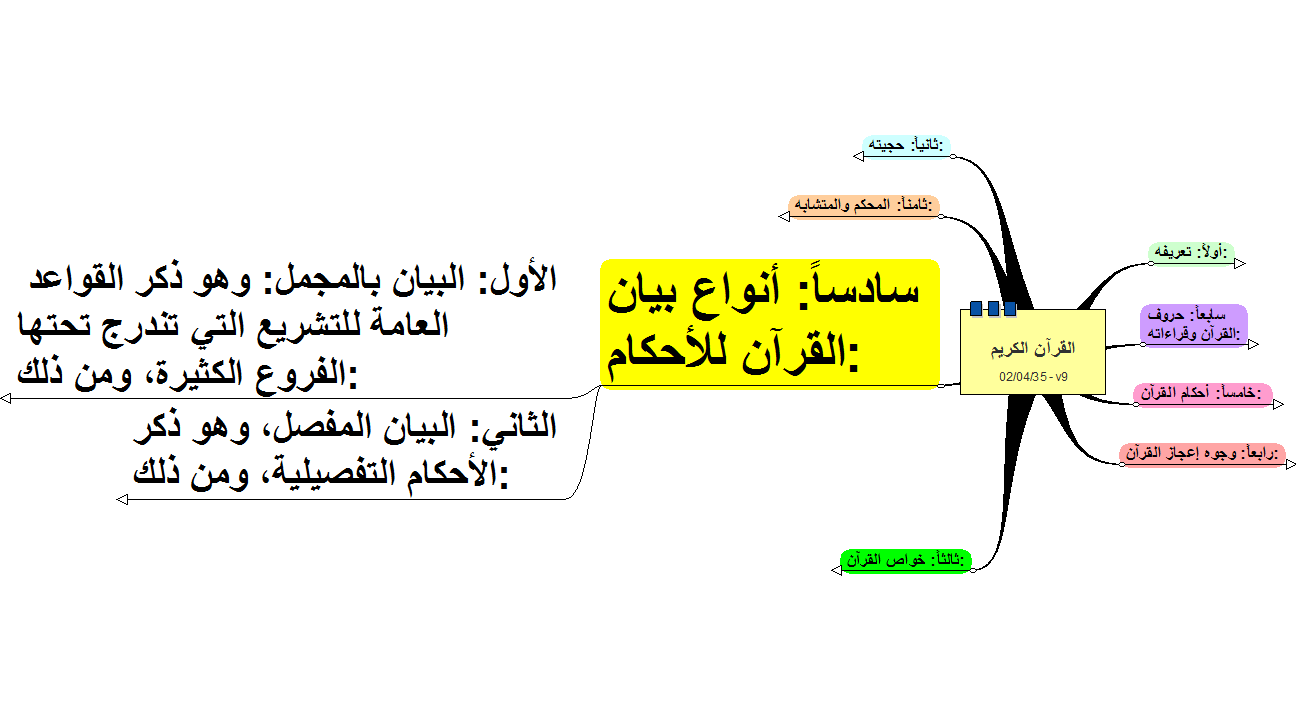 القرآن الكريم
02/04/35 - v9
أولاً: تعريفه:
سابعاً: حروف
القرآن وقراءاته:
خامساً: أحكام القرآن:
رابعاً: وجوه إعجاز القرآن:
ثانياً: حجيته:
ثامناً: المحكم والمتشابه:
سادساً: أنواع بيان
القرآن للأحكام:
الأول: البيان بالمجمل: وهو ذكر القواعد
العامة للتشريع التي تندرج تحتها
الفروع الكثيرة، ومن ذلك:
الثاني: البيان المفصل، وهو ذكر
الأحكام التفصيلية، ومن ذلك:
ثالثاً: خواص القرآن: